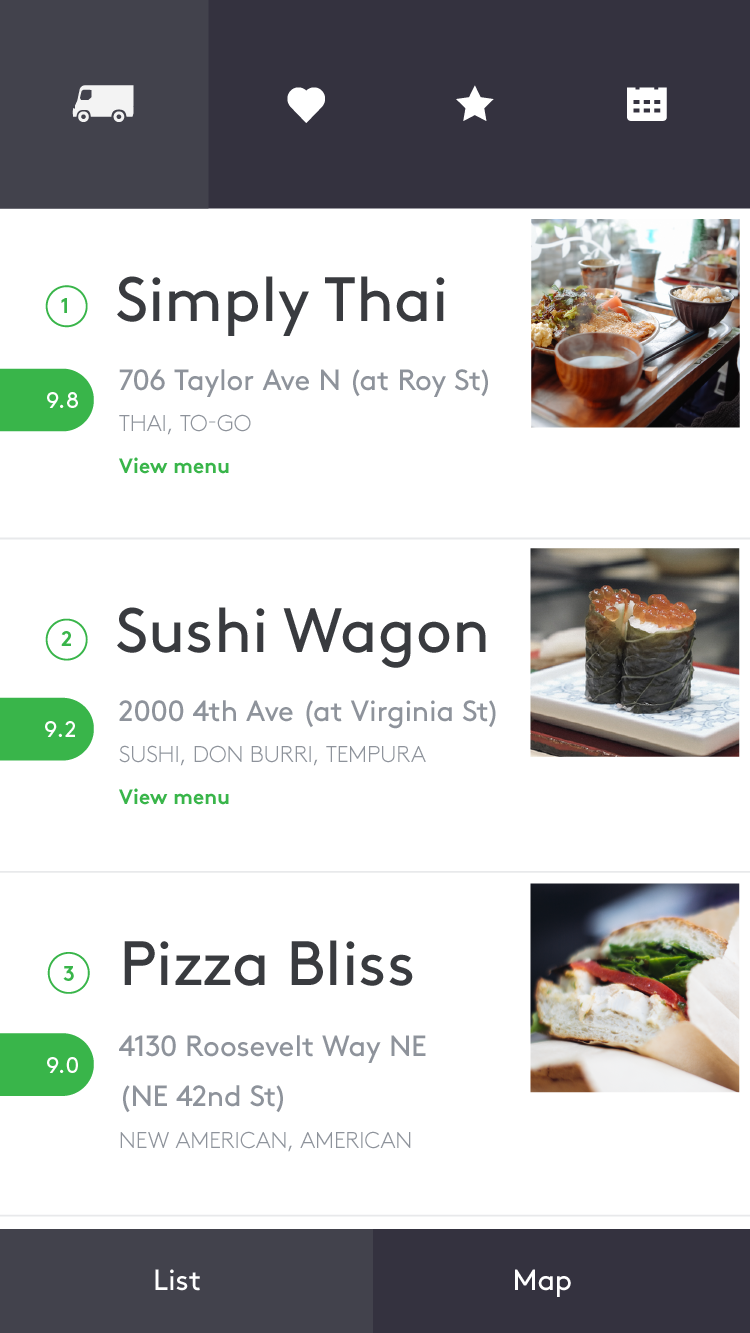 1
Simply Thai
9.8
706 Taylor Ave N (at Roy St)
THAI, TO-GO
View menu
2
Sushi Wagon
9.2
2000 4th Ave (at Virginia St)
SUSHI, DON BURRI, TEMPURA
View menu
3
Pizza Bliss
9.0
4130 Roosevelt Way NE
(NE 42nd St)
NEW AMERICAN, AMERICAN
List
Map